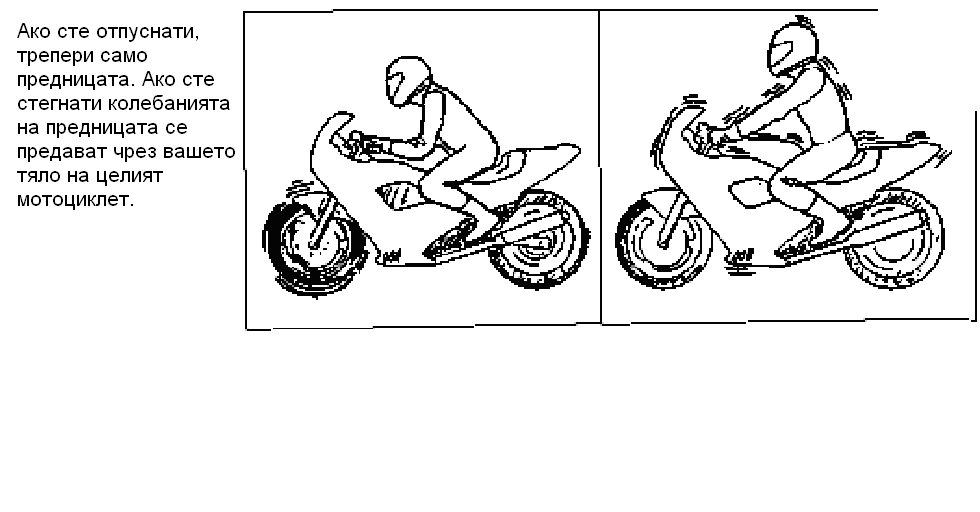 Ако сте отпуснати,
трепери само
предницата. Ако сте
стегнати колебанията
на предницата се
предават чрез вашето
тяло на целият
мотоциклет.